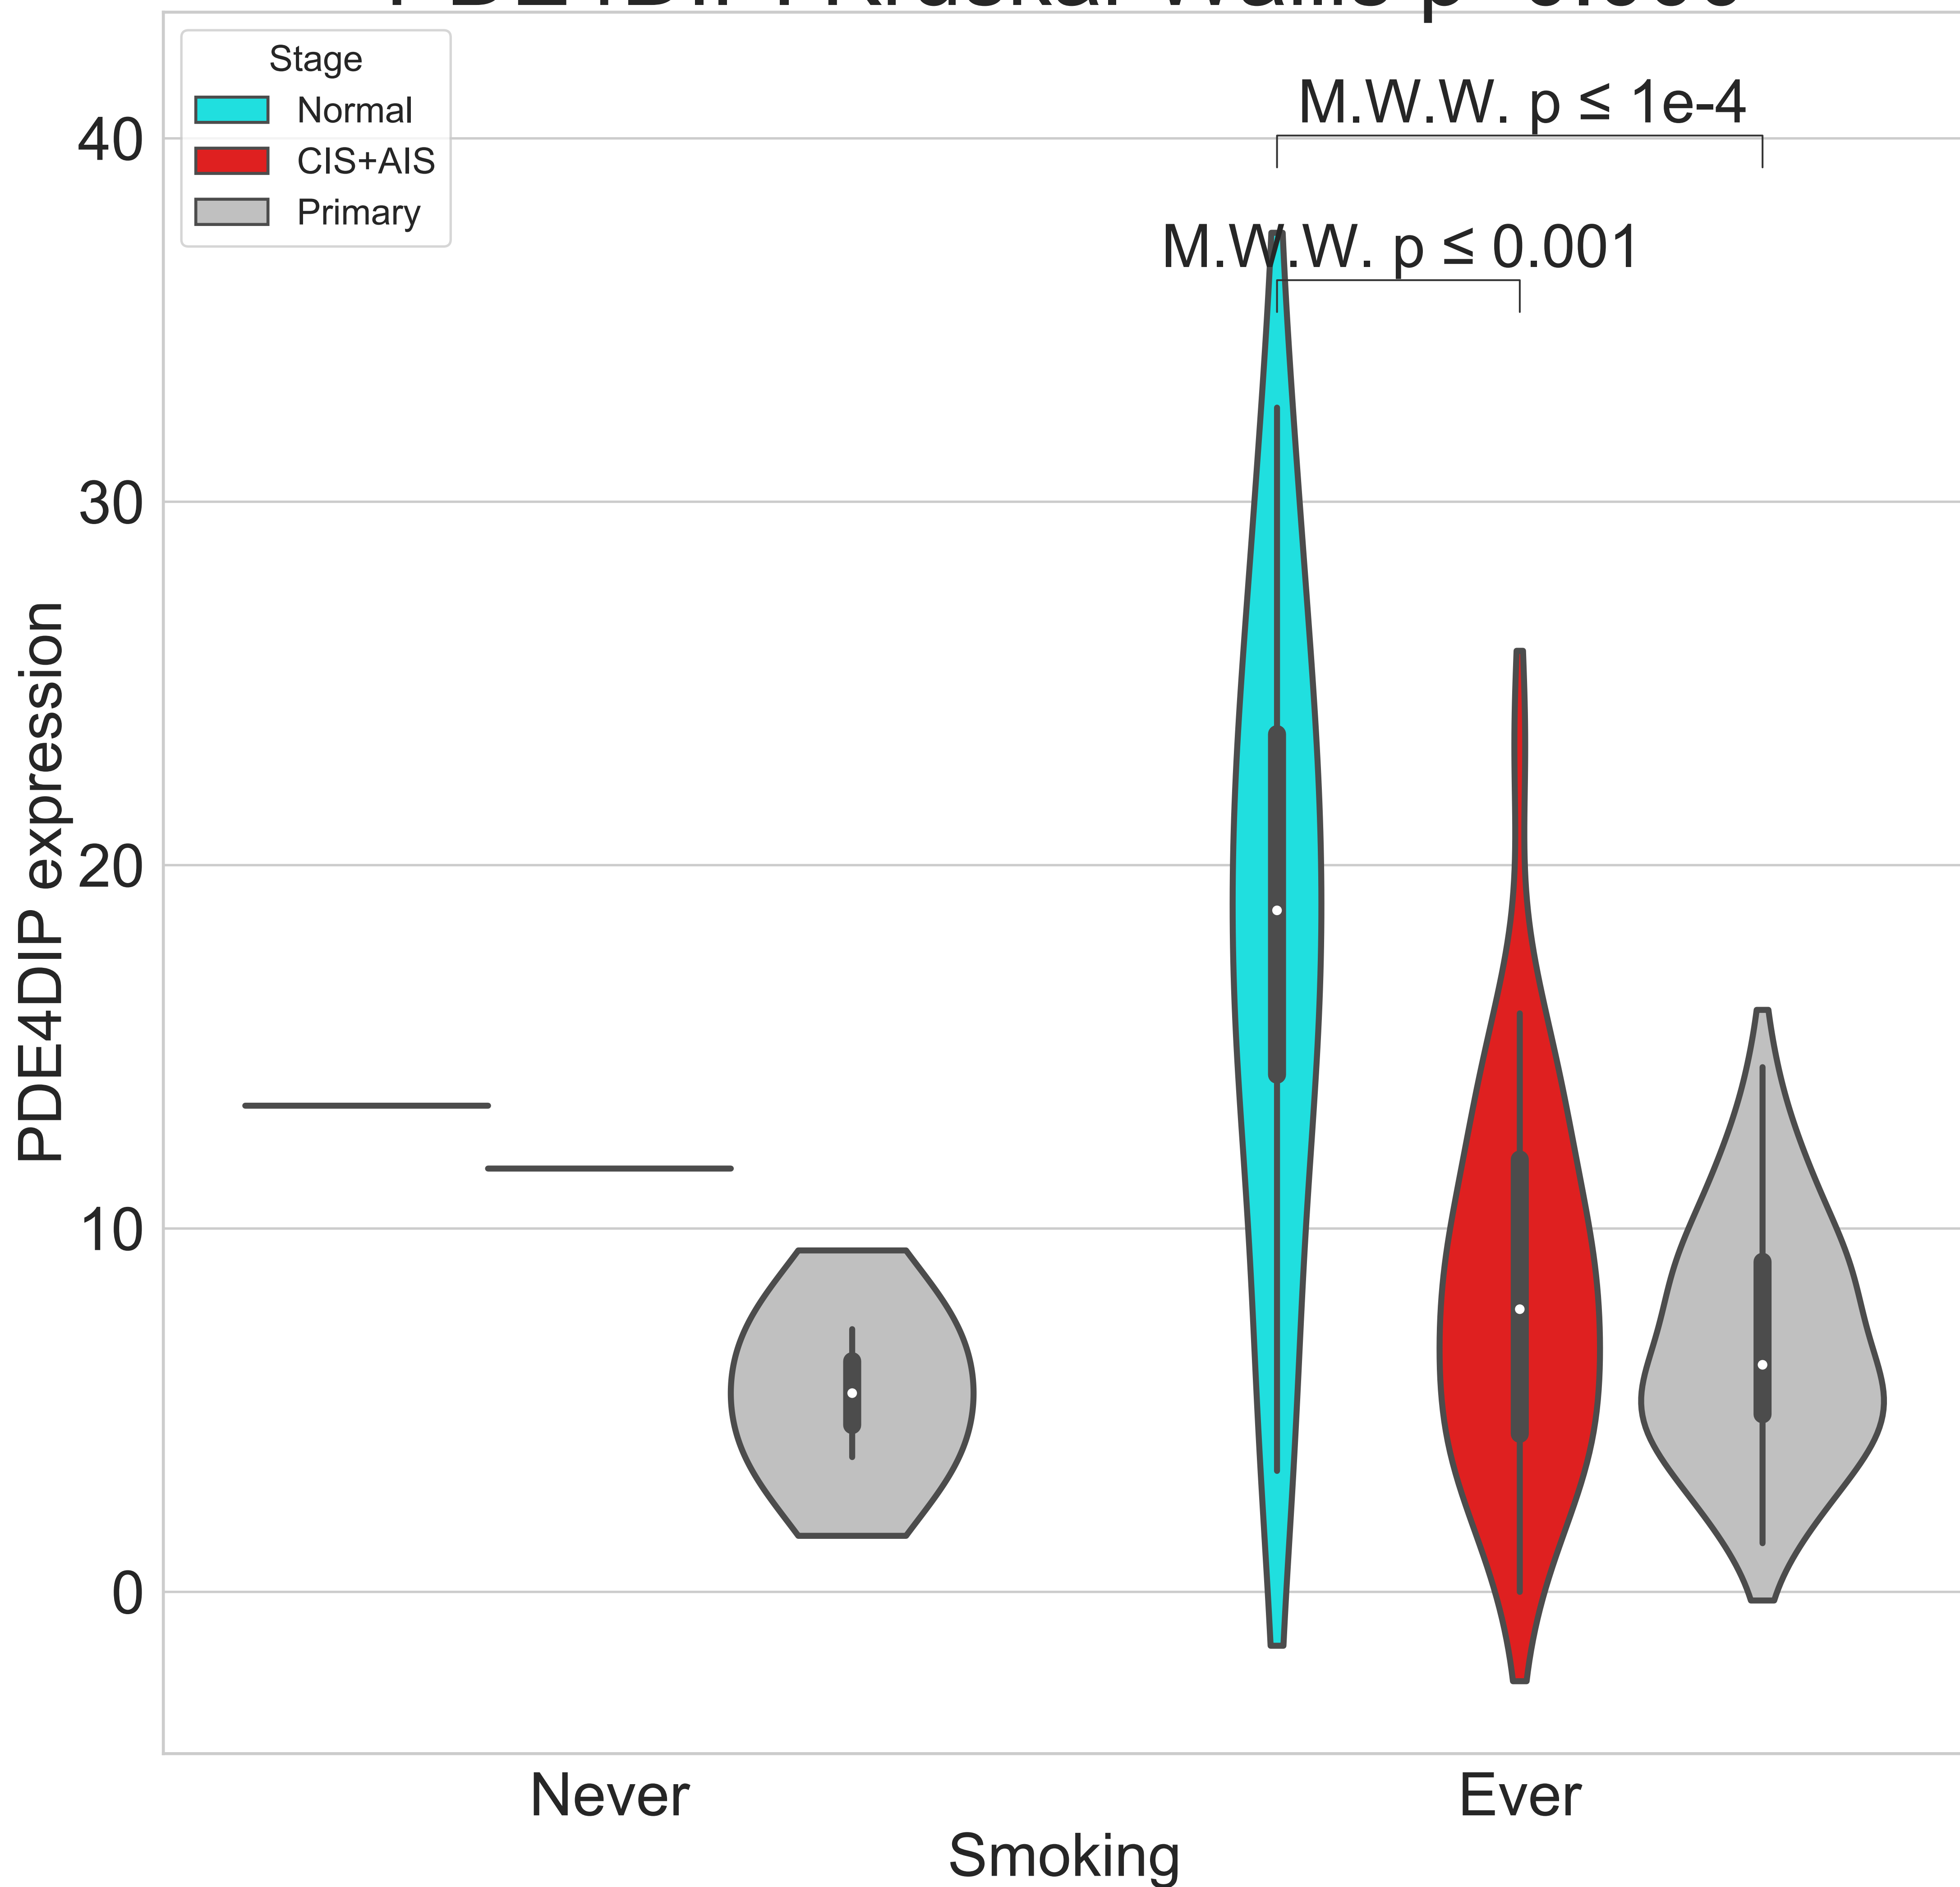 Stage
Normal
CIS+AIS
Primary
M.W.W. p ≤ 1e-4
M.W.W. p ≤ 0.001
40
30
20
10
0
PDE4DIP expression
Never
Ever
Smoking